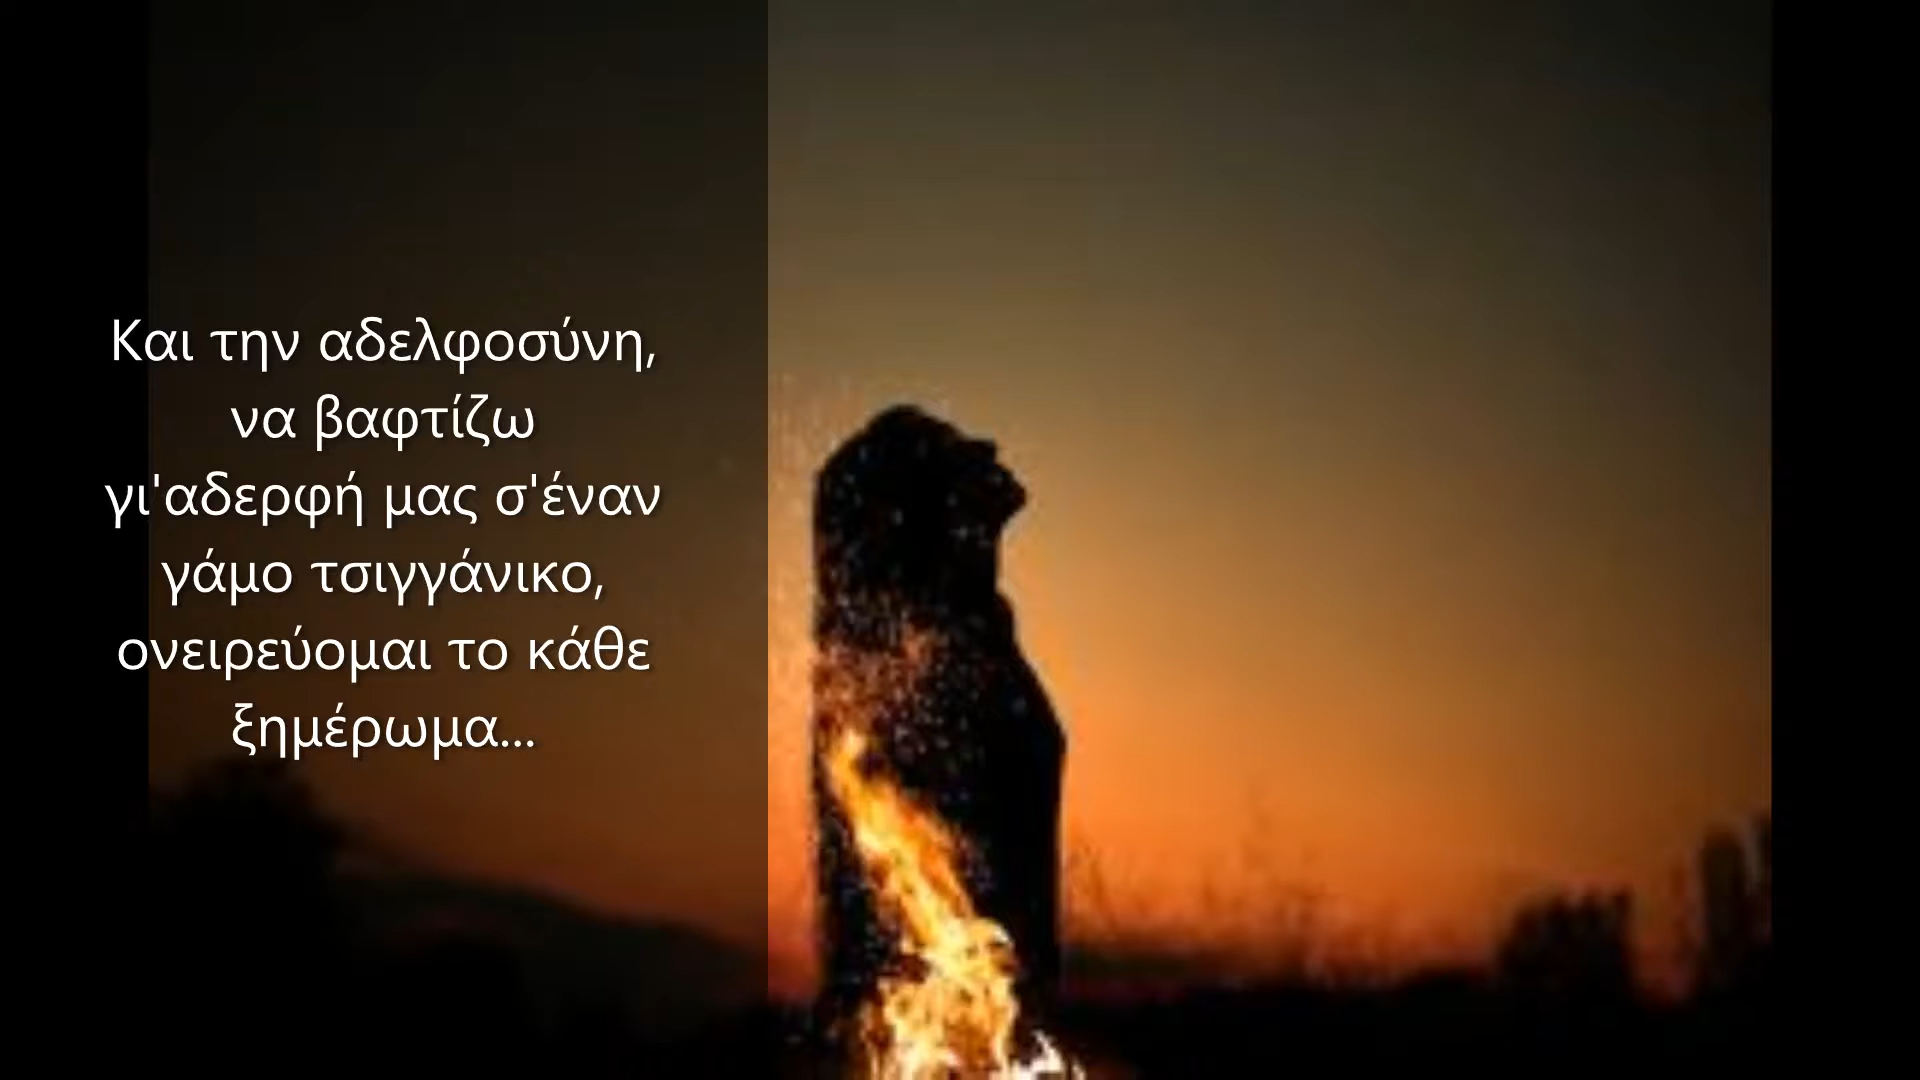 Και την αδελφοσύνη,
να βαφτίζω
γι'αδερφή μας σ'έναν
γάμο τσιγγάνικο,
ονειρεύομαι το κάθε
ξημέρωμα...